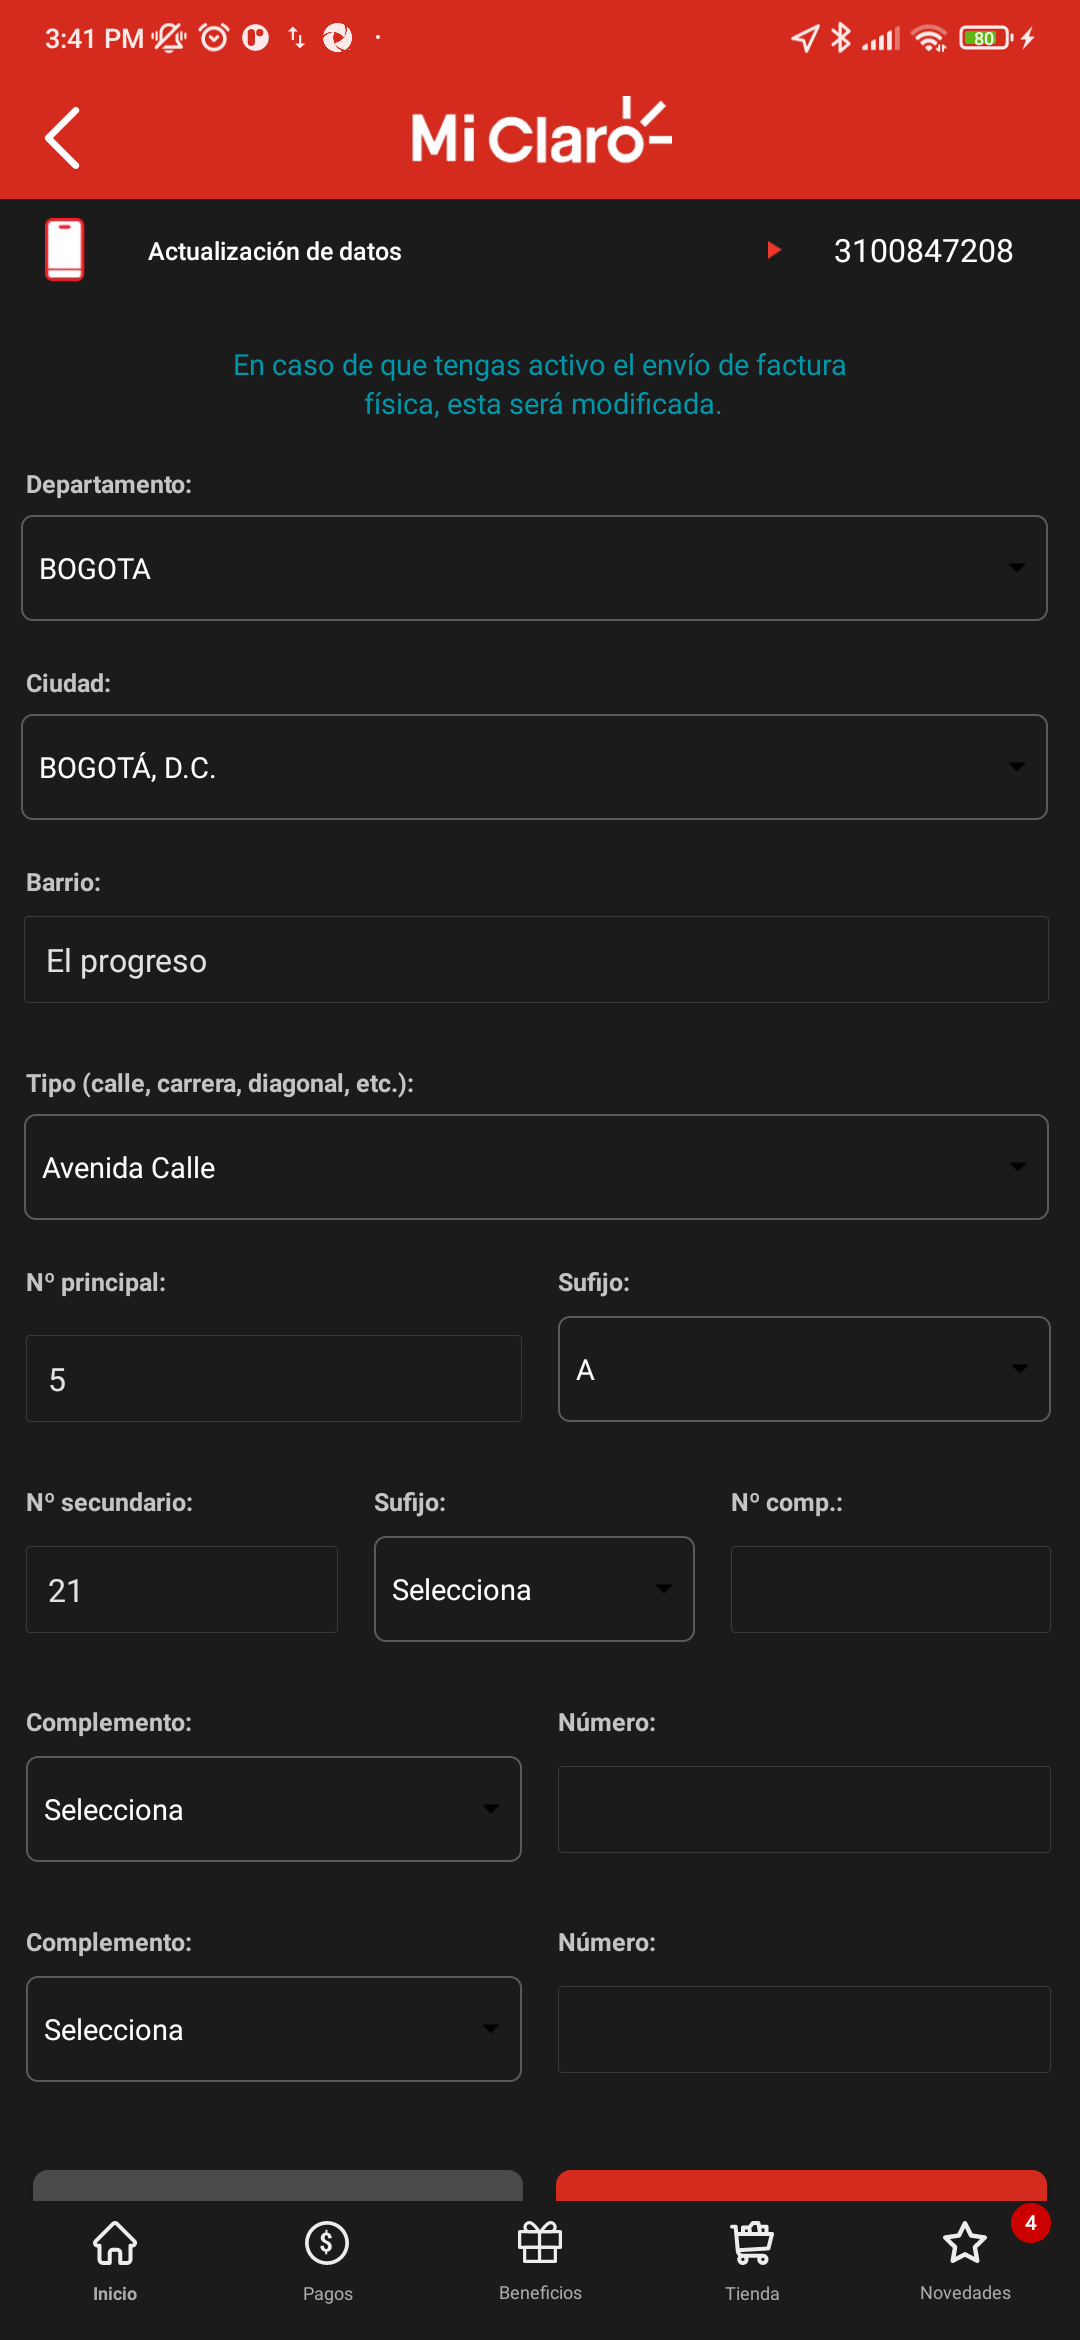 3:41 PM
80
Mi Claro
Actualización de datos
3100847208
En caso de que tengas activo el envío de factura
física, esta será modificada.
Departamento:
BOGOTA
Ciudad:
BOGOTÁ, D.C.
Barrio:
El progreso
Tipo (calle, carrera, diagonal, etc.):
Avenida Calle
Nº principal:
Sufijo:
5
A
Nº secundario:
Sufijo:
Nº comp.:
21
Selecciona
Complemento:
Número:
Selecciona
Complemento:
Número:
Selecciona
4
Inicio
Pagos
Beneficios
Tienda
Novedades